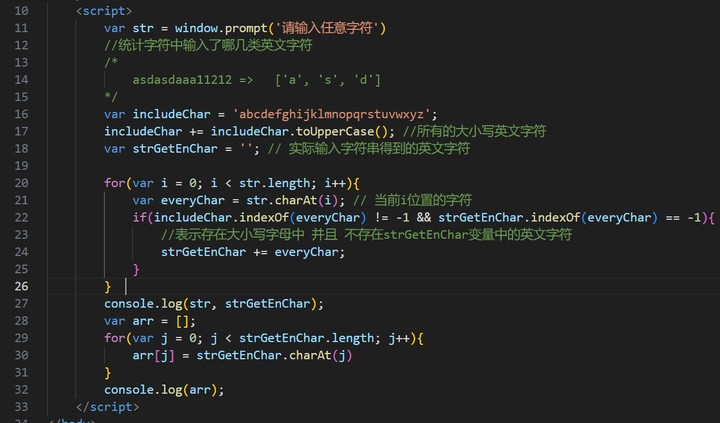 10 <script>
11 var str = window.prompt('请输入任意字符')
12 //统计字符中输入了哪几类英文字符
13 /*
14 asdasdaaa11212 => ['a', 's', 'd']
15 */
16 var includeChar = 'abcdefghijklmnopqrstuvwxyz';
17 includeChar += includeChar.toUpperCase(); //所有的大小写英文字符
18 var strGetEnChar = ''; // 实际输入字符串得到的英文字符
19
20 for(var i = 0; i < str.length; i++){
21 var everyChar = str.charAt(i); // 当前i位置的字符
22 if(includeChar.indexOf(everyChar) != -1 && strGetEnChar.indexOf(everyChar) == -1){
23 //表示存在大小写字母中 并且 不存在strGetEnChar变量中的英文字符
24 strGetEnChar += everyChar;
25 }
26 }
27 console.log(str, strGetEnChar);
28 var arr = [];
29 for(var j = 0; j < strGetEnChar.length; j++){
30 arr[j] = strGetEnChar.charAt(j)
31 }
32 console.log(arr);
33 </script>